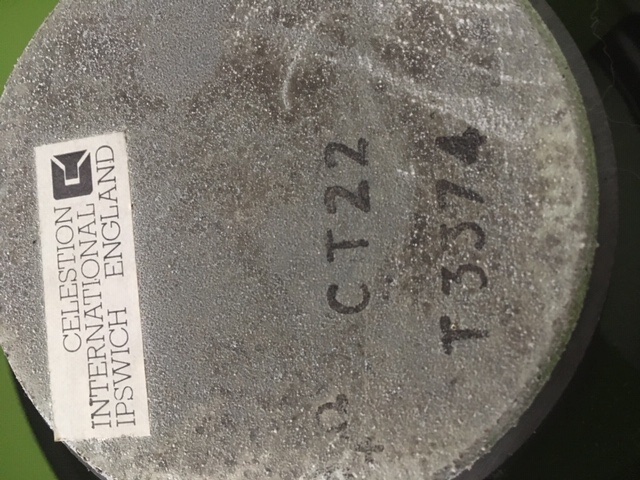 CELESTION
INTERNATIONAL
IPSWICH ENGLAND
CT22
T3374